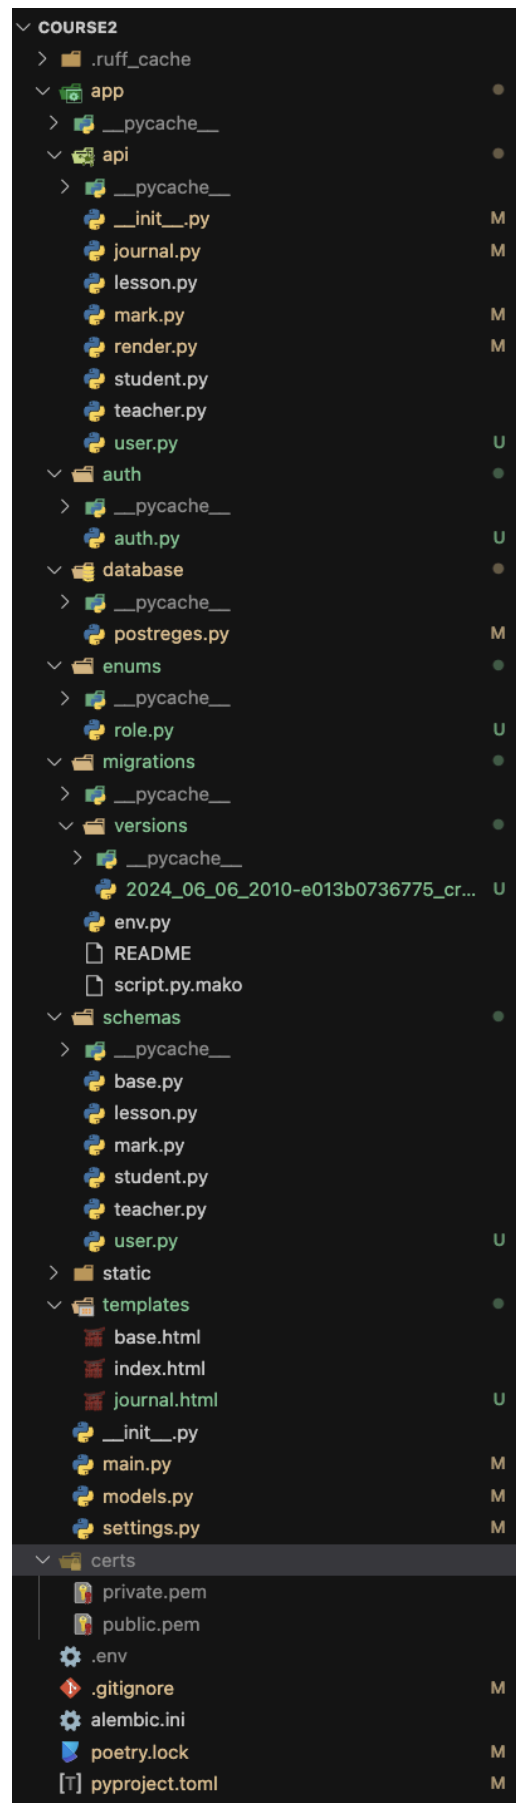 COURSE2
.ruff_cache
app
__pycache__
api
__pycache__
__init__.py M
journal.py M
lesson.py
mark.py M
render.py M
student.py
teacher.py
user.py U
auth
__pycache__
auth.py U
database
__pycache__
postreges.py M
enums
__pycache__
role.py U
migrations
__pycache__
versions
__pycache__
2024_06_06_2010-e013b0736775_cr... U
env.py
README
script.py.mako
schemas
__pycache__
base.py
lesson.py
mark.py
student.py
teacher.py
user.py U
static
templates
base.html
index.html
journal.html U
__init__.py
main.py M
models.py M
settings.py M
certs
private.pem
public.pem
.env
.gitignore M
alembic.ini
poetry.lock M
[T] pyproject.toml M